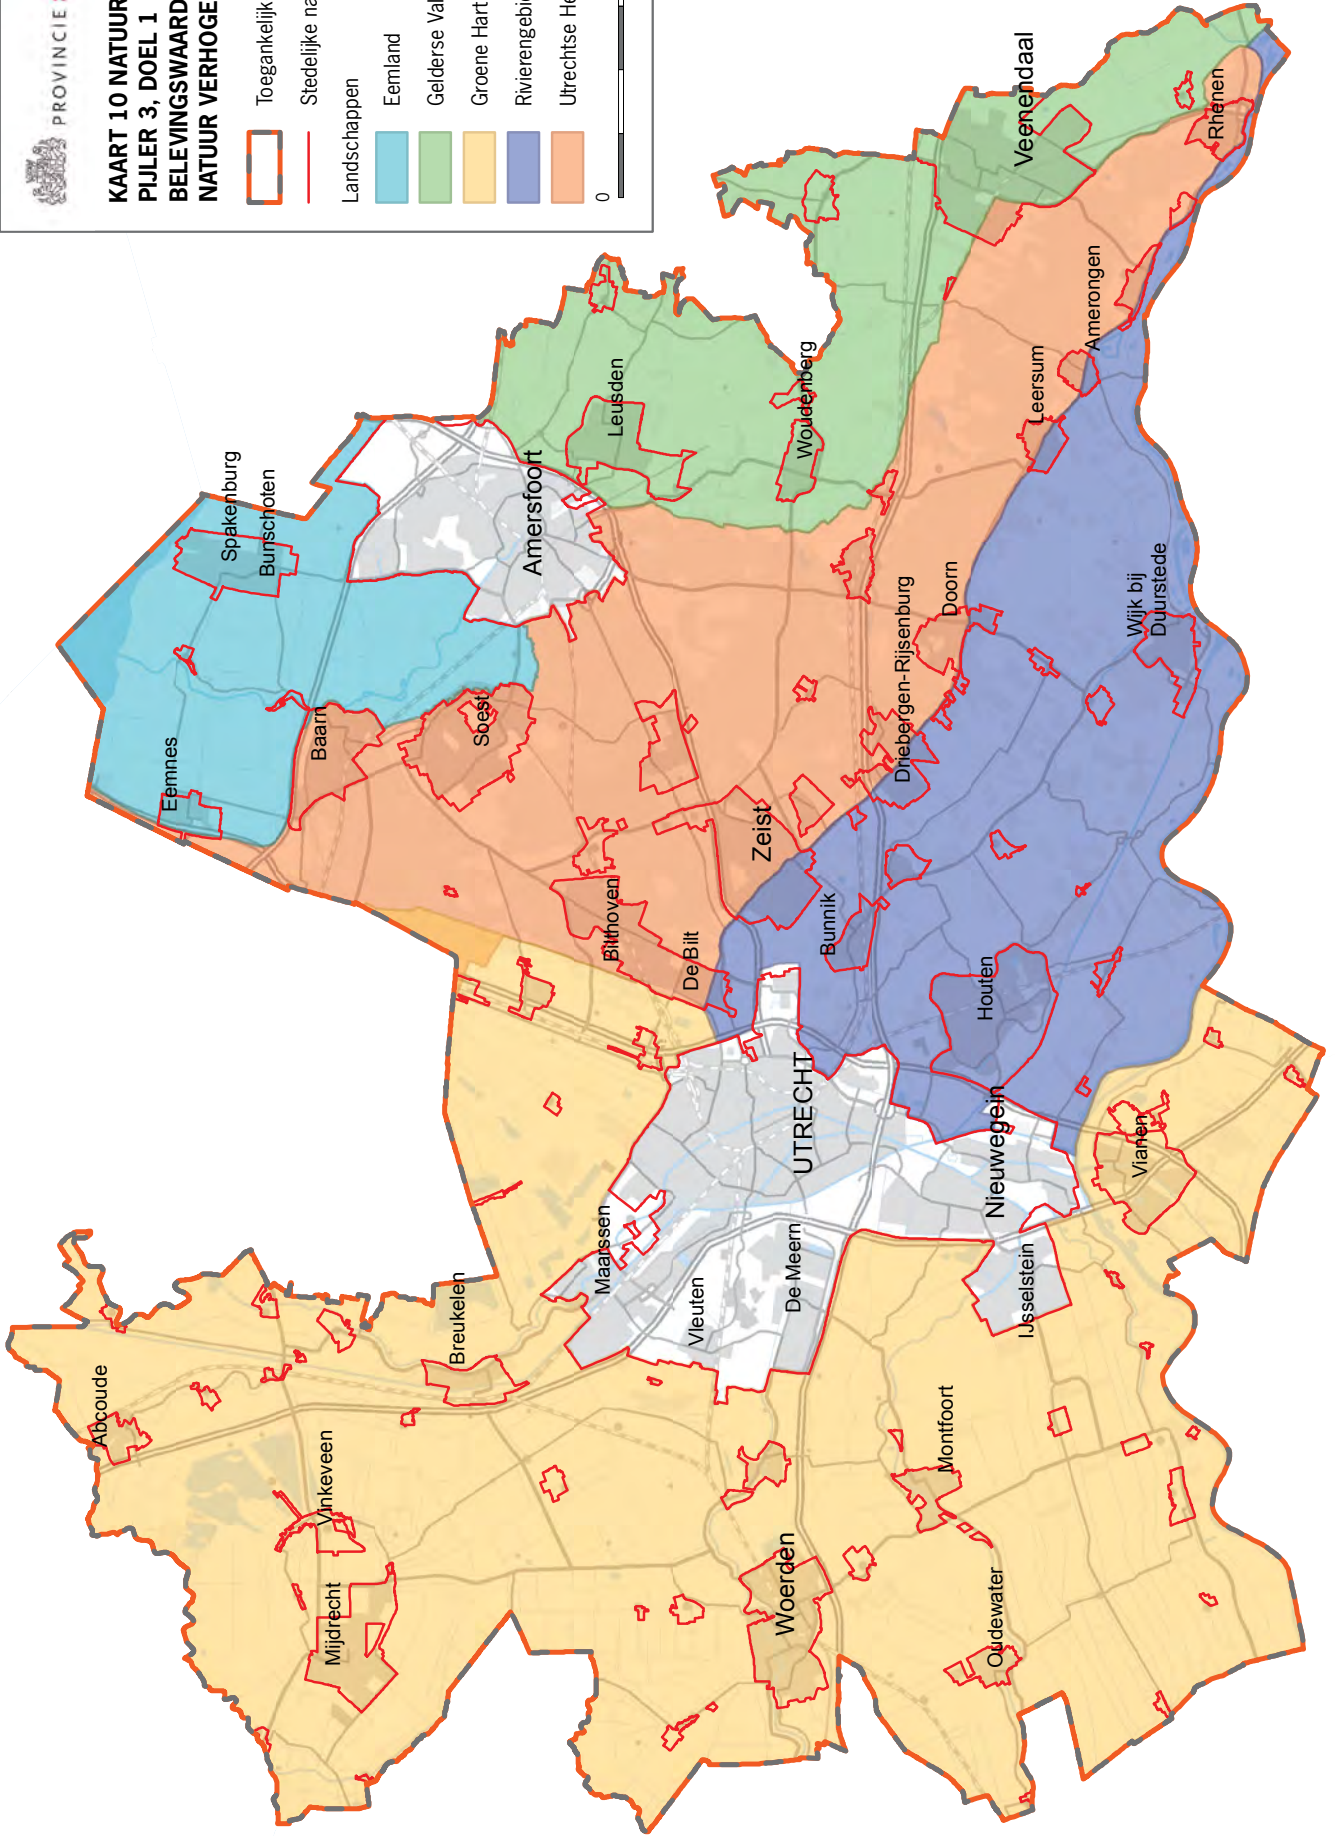 PROVINCIE
KAART 10 NATUUR
PIJLER 3, DOEL 1
BELEVINGSWAARD
NATUUR VERHOGE
Toegankelijk
Stedelijke na
Landschappen
Eemland
Gelderse Val
Groene Hart
Rivierengebie
Utrechtse He
0
Abcoude
Vinkeveen
Mijdrecht
Breukelen
Maarssen
Vleuten
De Meern
UTRECHT
Woerden
Montfoort
Oudewater
IJsselstein
Nieuwegein
Vianen
Houten
Bunnik
De Bilt
Bilthoven
Zeist
Eemnes
Baarn
Soest
Spakenburg
Bunschoten
Amersfoort
Leusden
Woudenberg
Driebergen-Rijsenburg
Doorn
Wijk bij
Duurstede
Leersum
Amerongen
Veenendaal
Rhenen